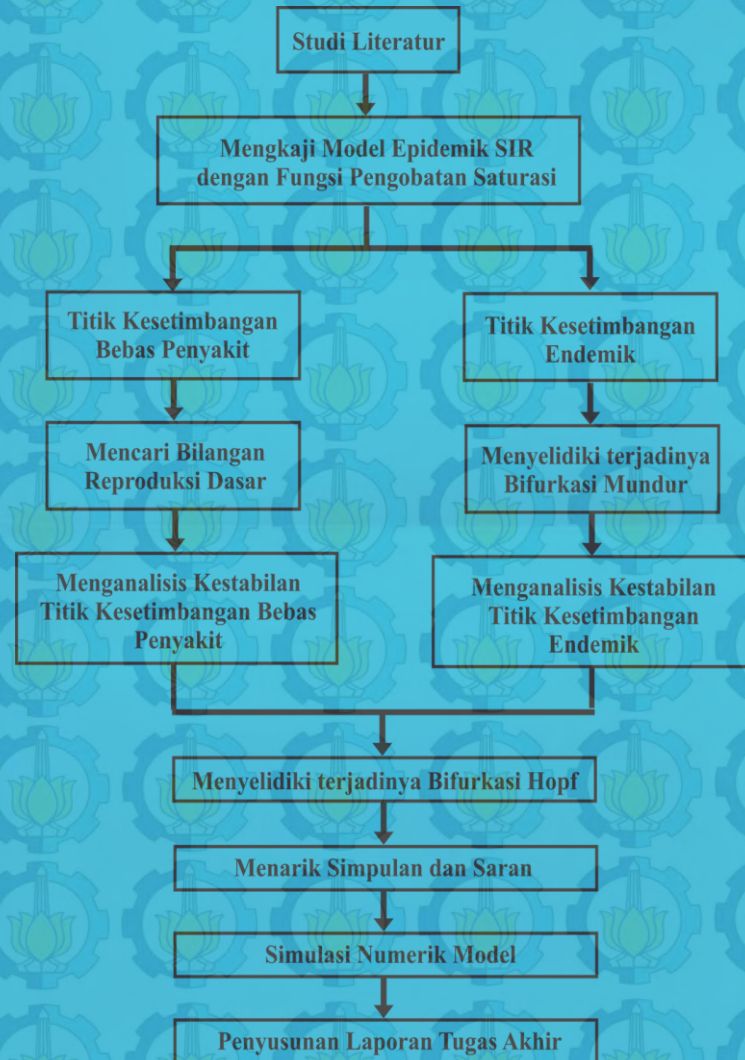 Studi Literatur
Mengkaji Model Epidemik SIR
dengan Fungsi Pengobatan Saturasi
Titik Kesetimbangan
Bebas Penyakit
Titik Kesetimbangan
Endemik
Mencari Bilangan
Reproduksi Dasar
Menyelidiki terjadinya
Bifurkasi Mundur
Menganalisis Kestabilan
Titik Kesetimbangan Bebas
Penyakit
Menganalisis Kestabilan
Titik Kesetimbangan
Endemik
Menyelidiki terjadinya Bifurkasi Hopf
Menarik Simpulan dan Saran
Simulasi Numerik Model
Penyusunan Laporan Tugas Akhir